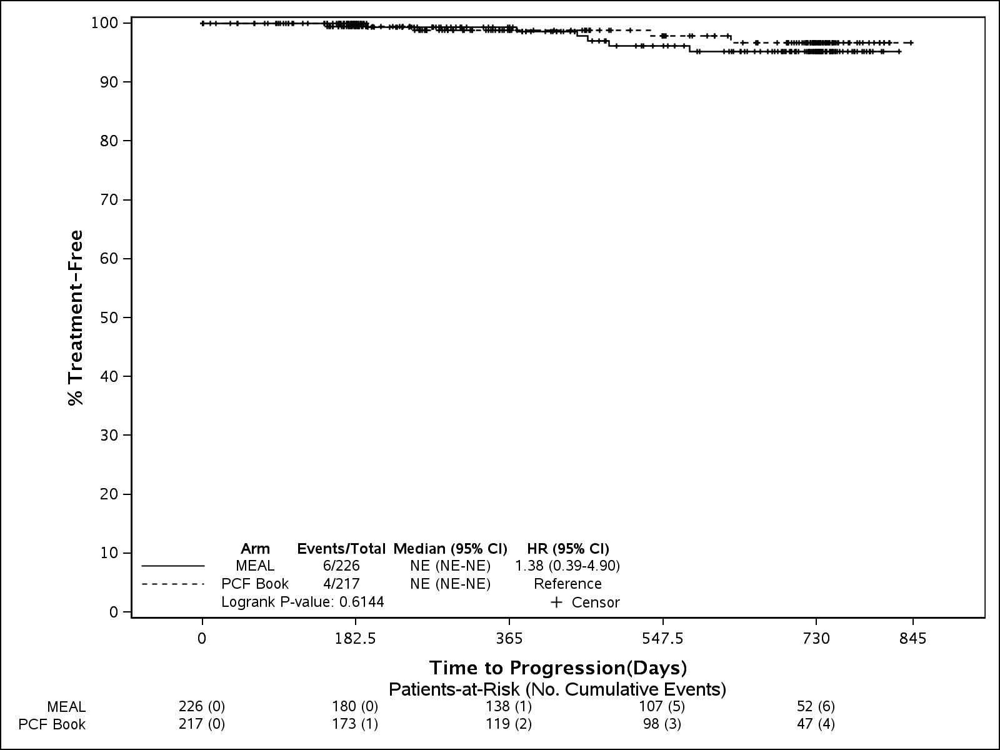 100
90
80
70
60
50
40
30
20
10
0
% Treatment-Free
Arm Events/Total Median (95% CI) HR (95% CI)
MEAL 6/226 NE (NE-NE) 1.38 (0.39-4.90)
PCF Book 4/217 NE (NE-NE) Reference
Logrank P-value: 0.6144 + Censor
0 182.5 365 547.5 730 845
Time to Progression(Days)
Patients-at-Risk (No. Cumulative Events)
MEAL 226 (0) 180 (0) 138 (1) 107 (5) 52 (6)
PCF Book 217 (0) 173 (1) 119 (2) 98 (3) 47 (4)